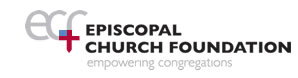 ecf
EPISCOPAL
CHURCH FOUNDATION
empowering congregations